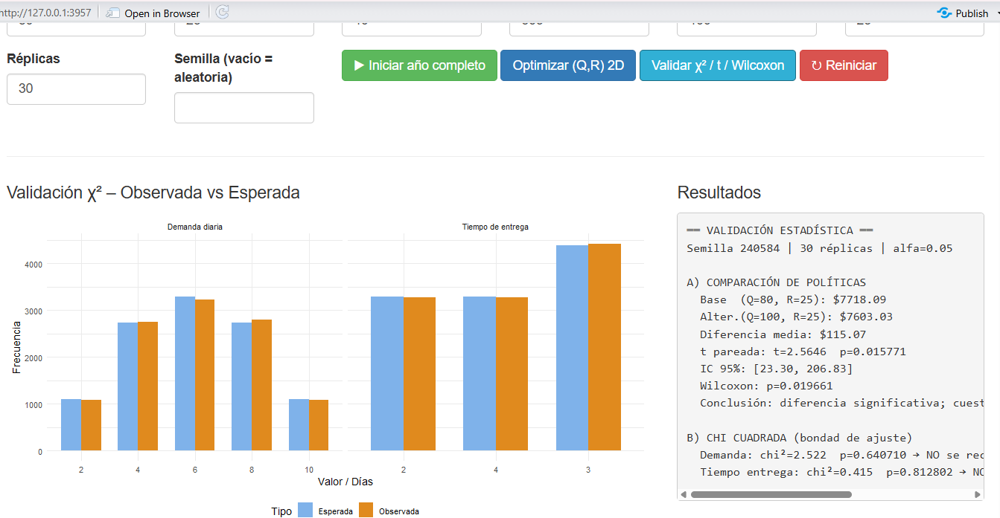 http://127.0.0.1:3957 Open in Browser Publish
Réplicas
30
Semilla (vacío =
aleatoria)
▶ Iniciar año completo
Optimizar (Q,R) 2D
Validar χ² / t / Wilcoxon
↻ Reiniciar
Validación χ² – Observada vs Esperada
Demanda diaria
Tiempo de entrega
Frecuencia
4000
3000
2000
1000
0
2 4 6 8 10
2 4 3
Valor / Días
Tipo Esperada Observada
Resultados
== VALIDACIÓN ESTADÍSTICA ==
Semilla 240584 | 30 réplicas | alfa=0.05
A) COMPARACIÓN DE POLÍTICAS
Base (Q=80, R=25): $7718.09
Alter.(Q=100, R=25): $7603.03
Diferencia media: $115.07
t pareada: t=2.5646 p=0.015771
IC 95%: [23.30, 206.83]
Wilcoxon: p=0.019661
Conclusión: diferencia significativa; cuest
B) CHI CUADRADA (bondad de ajuste)
Demanda: chi²=2.522 p=0.640710 → NO se rec
Tiempo entrega: chi²=0.415 p=0.812802 → NO